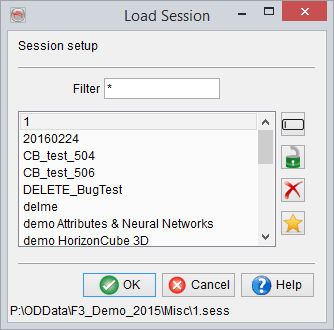 Load Session
Session setup
Filter *
1
20160224
CB_test_504
CB_test_506
DELETE_BugTest
delme
demo Attributes & Neural Networks
demo HorizonCube 3D
OK Cancel Help
P:\ODData\F3_Demo_2015\Misc\1.sess